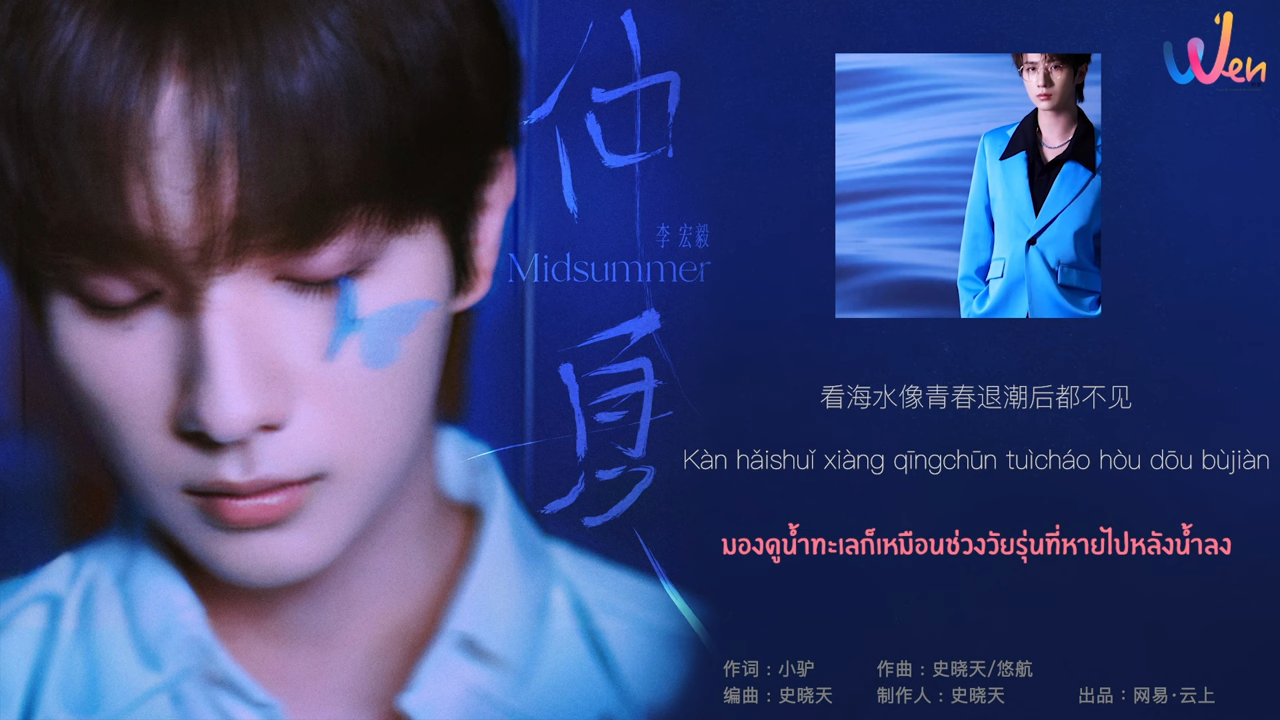 仲夏
李宏毅
Midsummer
Wen
看海水像青春退潮后都不见
Kàn hǎishuǐ xiàng qīngchūn tuìcháo hòu dōu bùjiàn
มองดูน้ำทะเลก็เหมือนช่วงวัยรุ่นที่หายไปหลังน้ำลง
作词：小驴 作曲：史晓天/悠航
编曲：史晓天 制作人：史晓天 出品：网易·云上